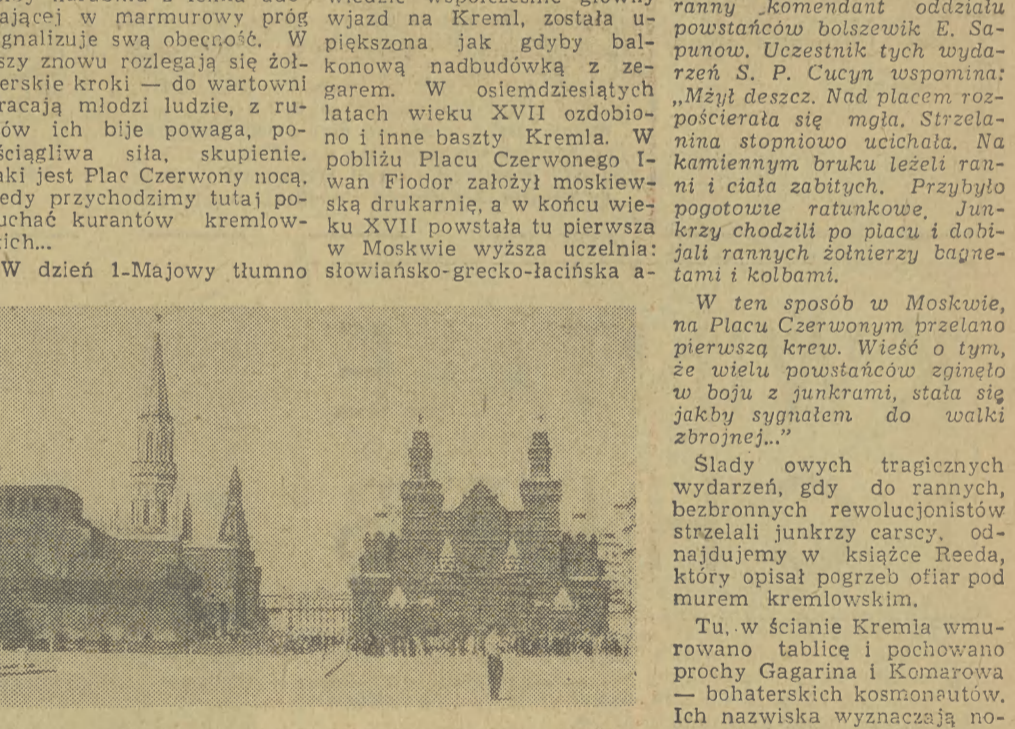 ającej w marmurowy próg
gnalizuje swą obecność. W
szy znowu rozlegają się żoł-
erskie kroki — do wartowni
racają młodzi ludzie, z ru-
ów ich bije powaga, po-
ściągliwa siła, skupienie.
aki jest Plac Czerwony nocą,
edy przychodzimy tutaj po-
uchać kurantów kremlow-
ich...
W dzień 1-Majowy tłumno
wjazd na Kreml, została u-
piększona jak gdyby bal-
konową nadbudówką z ze-
garem. W osiemdziesiątych
latach wieku XVII ozdobio-
no i inne baszty Kremla. W
pobliżu Placu Czerwonego I-
wan Fiodor założył moskiew-
ską drukarnię, a w końcu wie-
ku XVII powstała tu pierwsza
w Moskwie wyższa uczelnia:
słowiańsko-grecko-łacińska a-
ranny komendant oddziału
powstańców bolszewik E. Sa-
punow. Uczestnik tych wyda-
rzeń S. P. Cucyn wspomina:
„Mżył deszcz. Nad placem roz-
pościerała się mgła. Strzela-
nina stopniowo ucichała. Na
kamiennym bruku leżeli ran-
ni i ciała zabitych. Przybyło
pogotowie ratunkowe. Jun-
krzy chodzili po placu i dobi-
jali rannych żołnierzy bagne-
tami i kolbami.
W ten sposób w Moskwie,
na Placu Czerwonym przelano
pierwszą krew. Wieść o tym,
że wielu powstańców zginęło
w boju z junkrami, stała się
jakby sygnałem do walki
zbrojnej..."
Ślady owych tragicznych
wydarzeń, gdy do rannych,
bezbronnych rewolucjonistów
strzelali junkrzy carscy, od-
najdujemy w książce Reeda,
który opisał pogrzeb ofiar pod
murem kremlowskim.
Tu, w ścianie Kremla wmu-
rowano tablicę i pochowano
prochy Gagarina i Komarowa
— bohaterskich kosmonautów.
Ich nazwiska wyznaczają no-